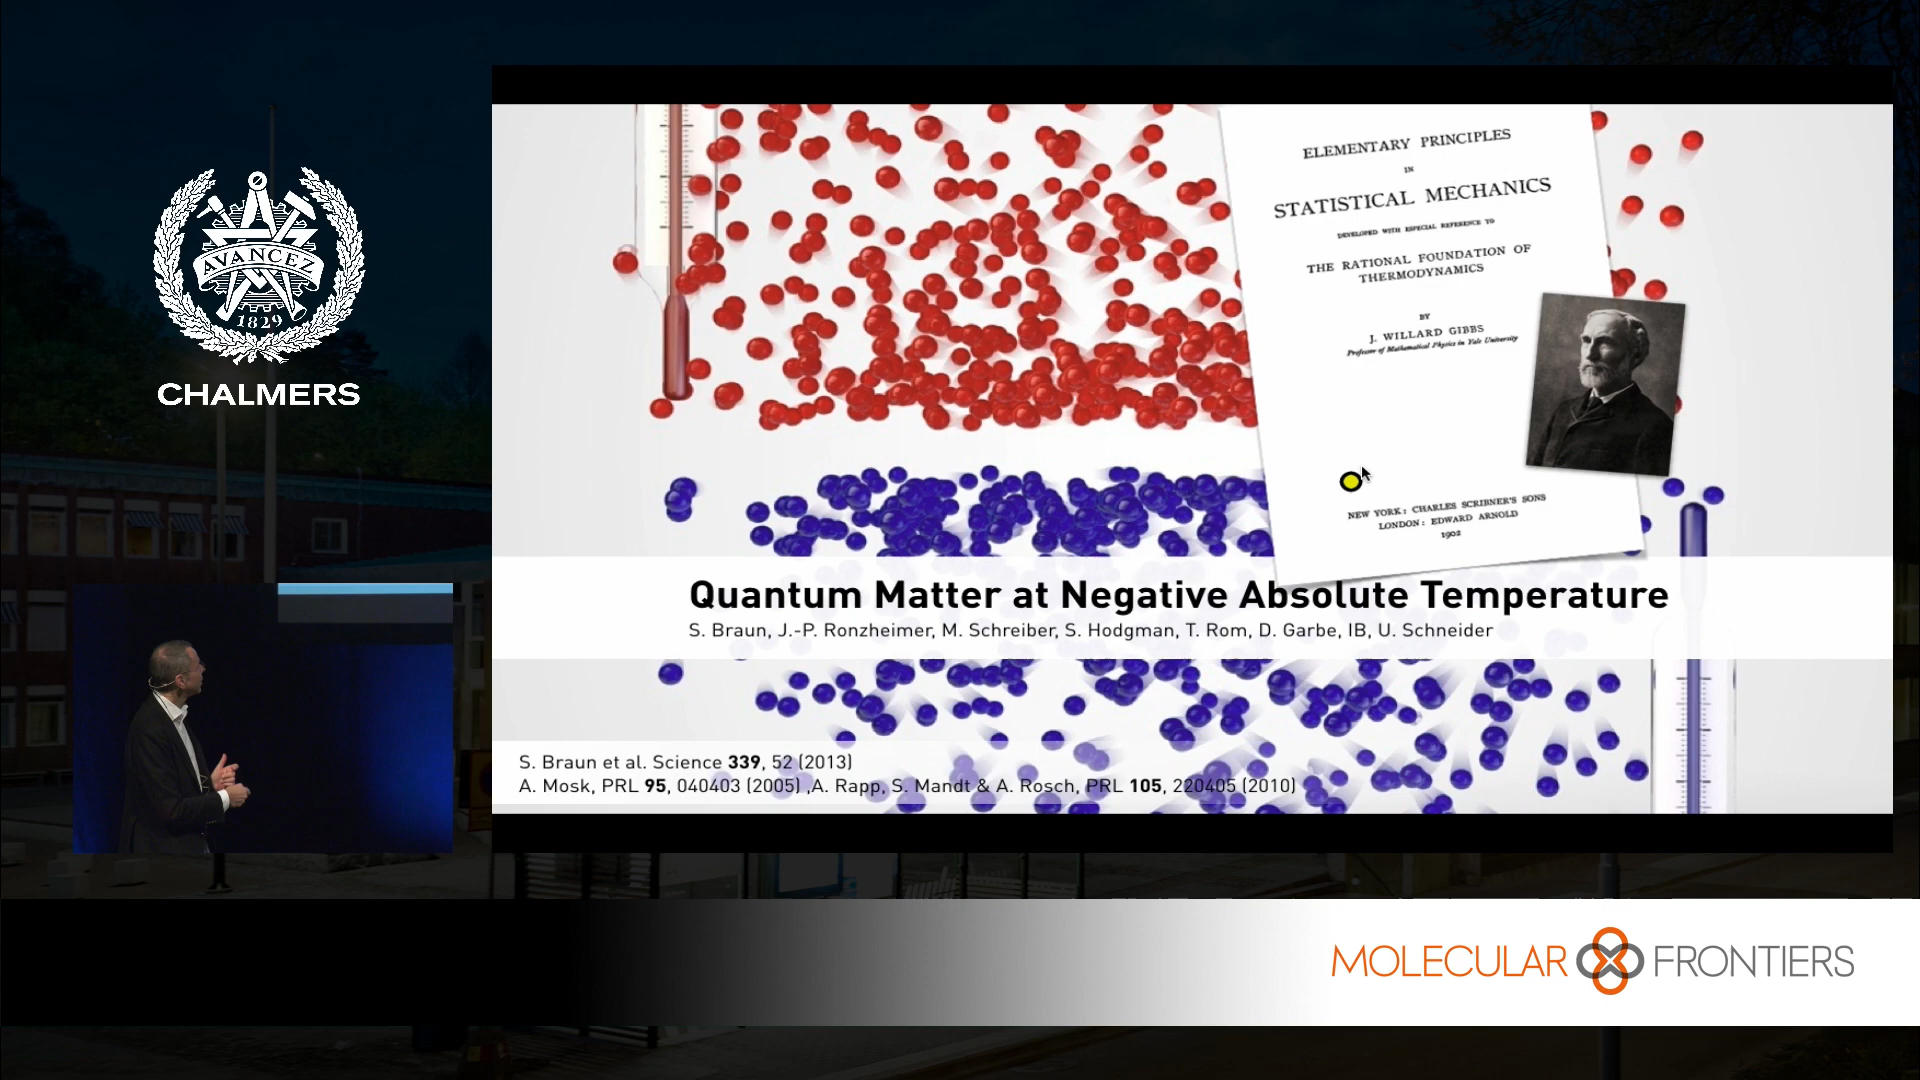 AVANCEZ
1829
CHALMERS
ELEMENTARY PRINCIPLES
IN
STATISTICAL MECHANICS
DEVELOPED WITH ESPECIAL REFERENCE TO
THE RATIONAL FOUNDATION OF
THERMODYNAMICS
BY
J. WILLARD GIBBS
Professor of Mathematical Physics in Yale University
NEW YORK: CHARLES SCRIBNER'S SONS
LONDON: EDWARD ARNOLD
1902
Quantum Matter at Negative Absolute Temperature
S. Braun, J.-P. Ronzheimer, M. Schreiber, S. Hodgman, T. Rom, D. Garbe, IB, U. Schneider
S. Braun et al. Science 339, 52 (2013)
A. Mosk, PRL 95, 040403 (2005) ,A. Rapp, S. Mandt & A. Rosch, PRL 105, 220405 (2010)
MOLECULAR FRONTIERS